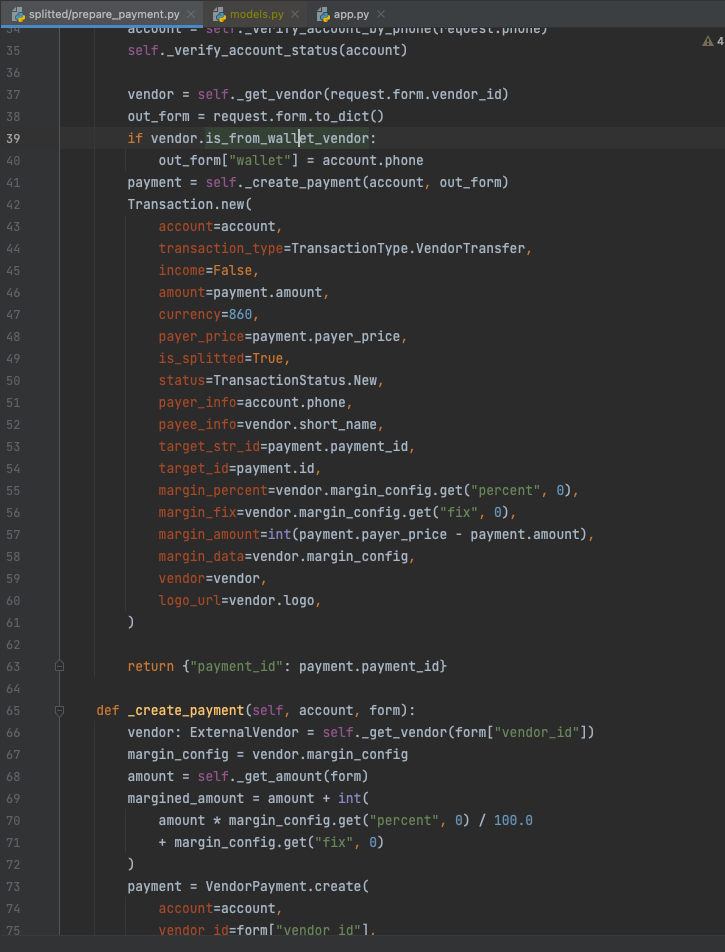 splitted/prepare_payment.py models.py app.py
34 account = self._verify_account_by_phone(request.phone)
4
35 self._verify_account_status(account)
36
37 vendor = self._get_vendor(request.form.vendor_id)
38 out_form = request.form.to_dict()
39 if vendor.is_from_wallet_vendor:
40 out_form["wallet"] = account.phone
41 payment = self._create_payment(account, out_form)
42 Transaction.new(
43 account=account,
44 transaction_type=TransactionType.VendorTransfer,
45 income=False,
46 amount=payment.amount,
47 currency=860,
48 payer_price=payment.payer_price,
49 is_splitted=True,
50 status=TransactionStatus.New,
51 payer_info=account.phone,
52 payee_info=vendor.short_name,
53 target_str_id=payment.payment_id,
54 target_id=payment.id,
55 margin_percent=vendor.margin_config.get("percent", 0),
56 margin_fix=vendor.margin_config.get("fix", 0),
57 margin_amount=int(payment.payer_price - payment.amount),
58 margin_data=vendor.margin_config,
59 vendor=vendor,
60 logo_url=vendor.logo,
61 )
62
63 return {"payment_id": payment.payment_id}
64
65 def _create_payment(self, account, form):
66 vendor: ExternalVendor = self._get_vendor(form["vendor_id"])
67 margin_config = vendor.margin_config
68 amount = self._get_amount(form)
69 margined_amount = amount + int(
70 amount * margin_config.get("percent", 0) / 100.0
71 + margin_config.get("fix", 0)
72 )
73 payment = VendorPayment.create(
74 account=account,
75 vendor_id=form["vendor_id"],